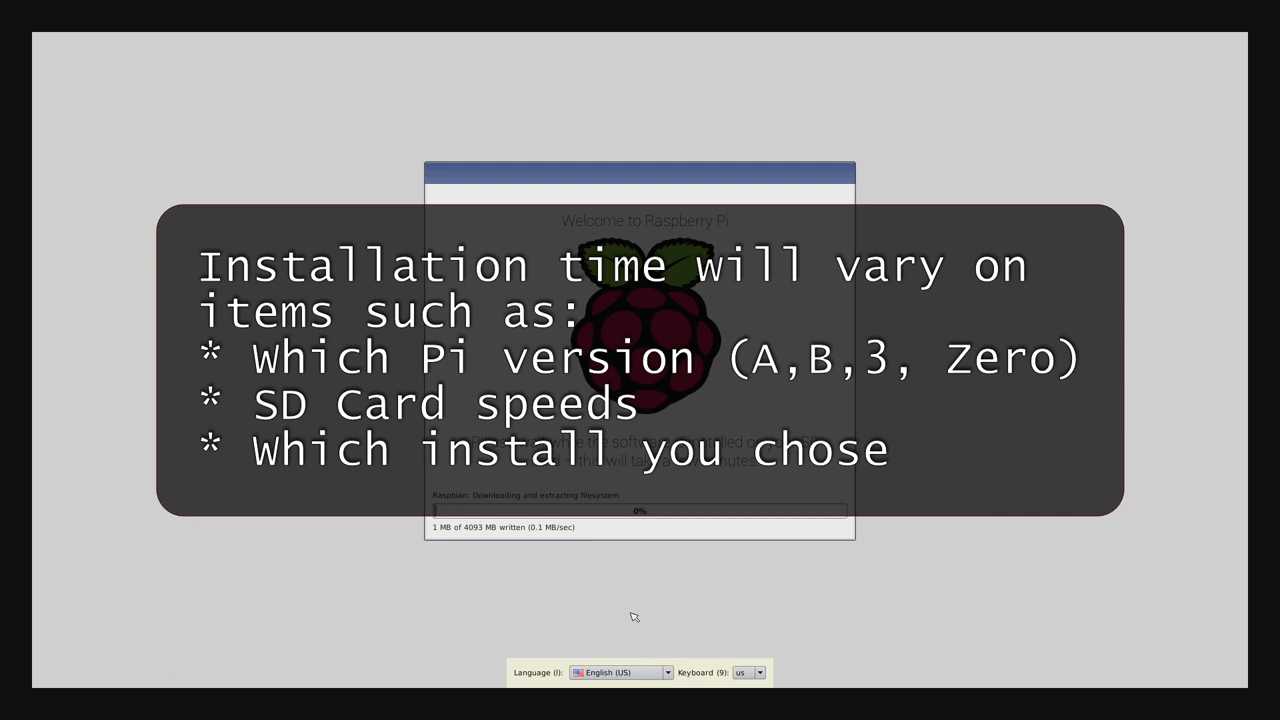 Welcome to Raspberry Pi
Installation time will vary on
items such as:
* Which Pi version (A,B,3, Zero)
* SD Card speeds
* Which install you chose
Raspbian: Downloading and extracting filesystem
0%
1 MB of 4093 MB written (0.1 MB/sec)
Language (l): English (US) Keyboard (9): us